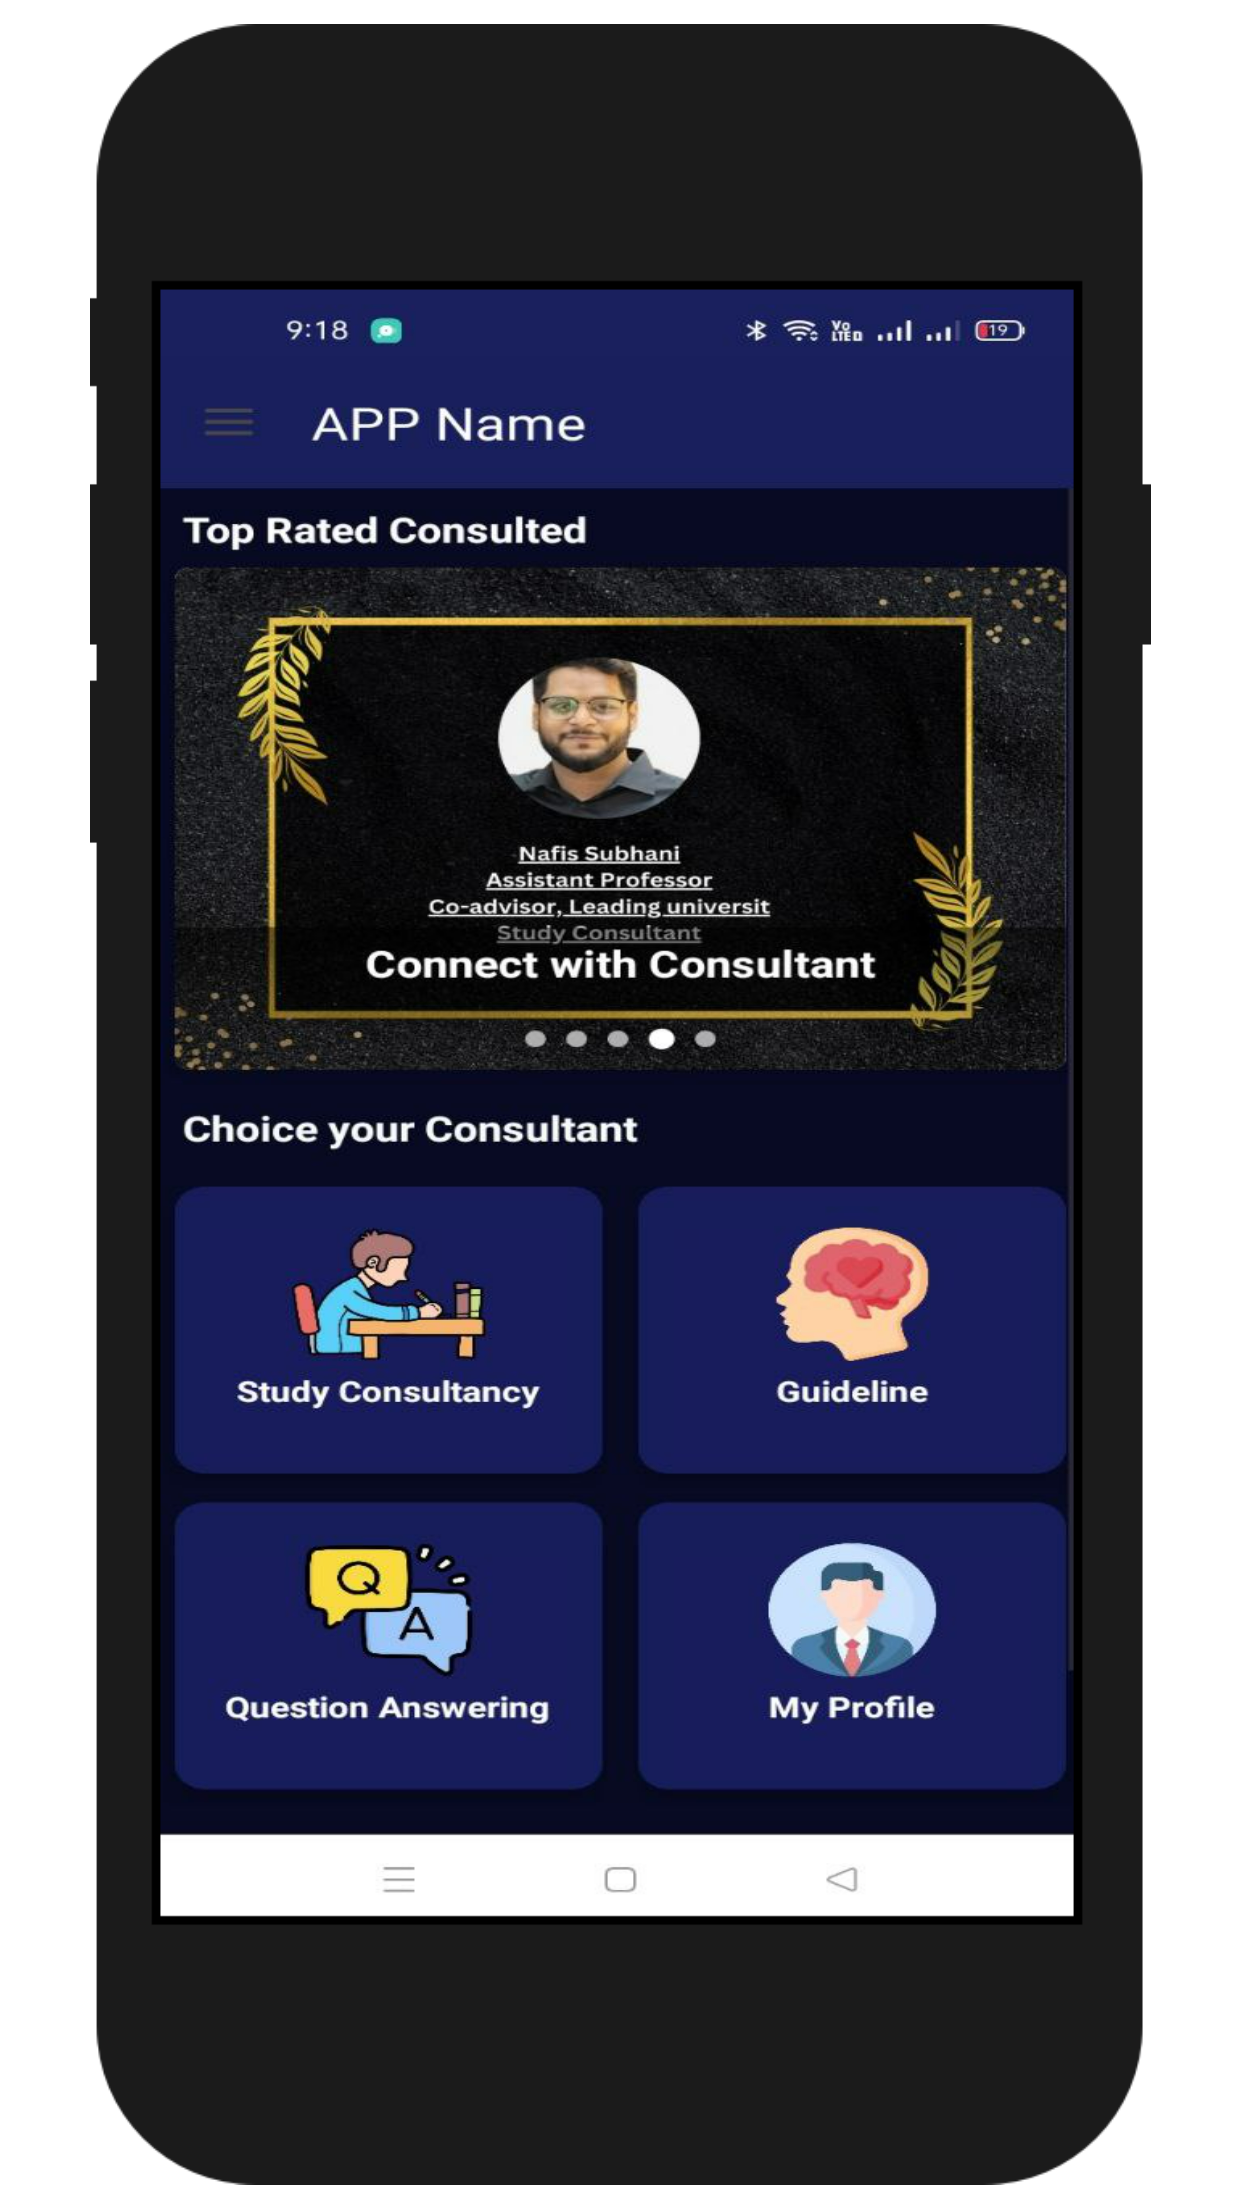 9:18
Vo
LTE D
19
APP Name
Top Rated Consulted
Nafis Subhani
Assistant Professor
Co-advisor, Leading universit
Study Consultant
Connect with Consultant
Choice your Consultant
Study Consultancy
Guideline
Q
A
Question Answering
My Profile